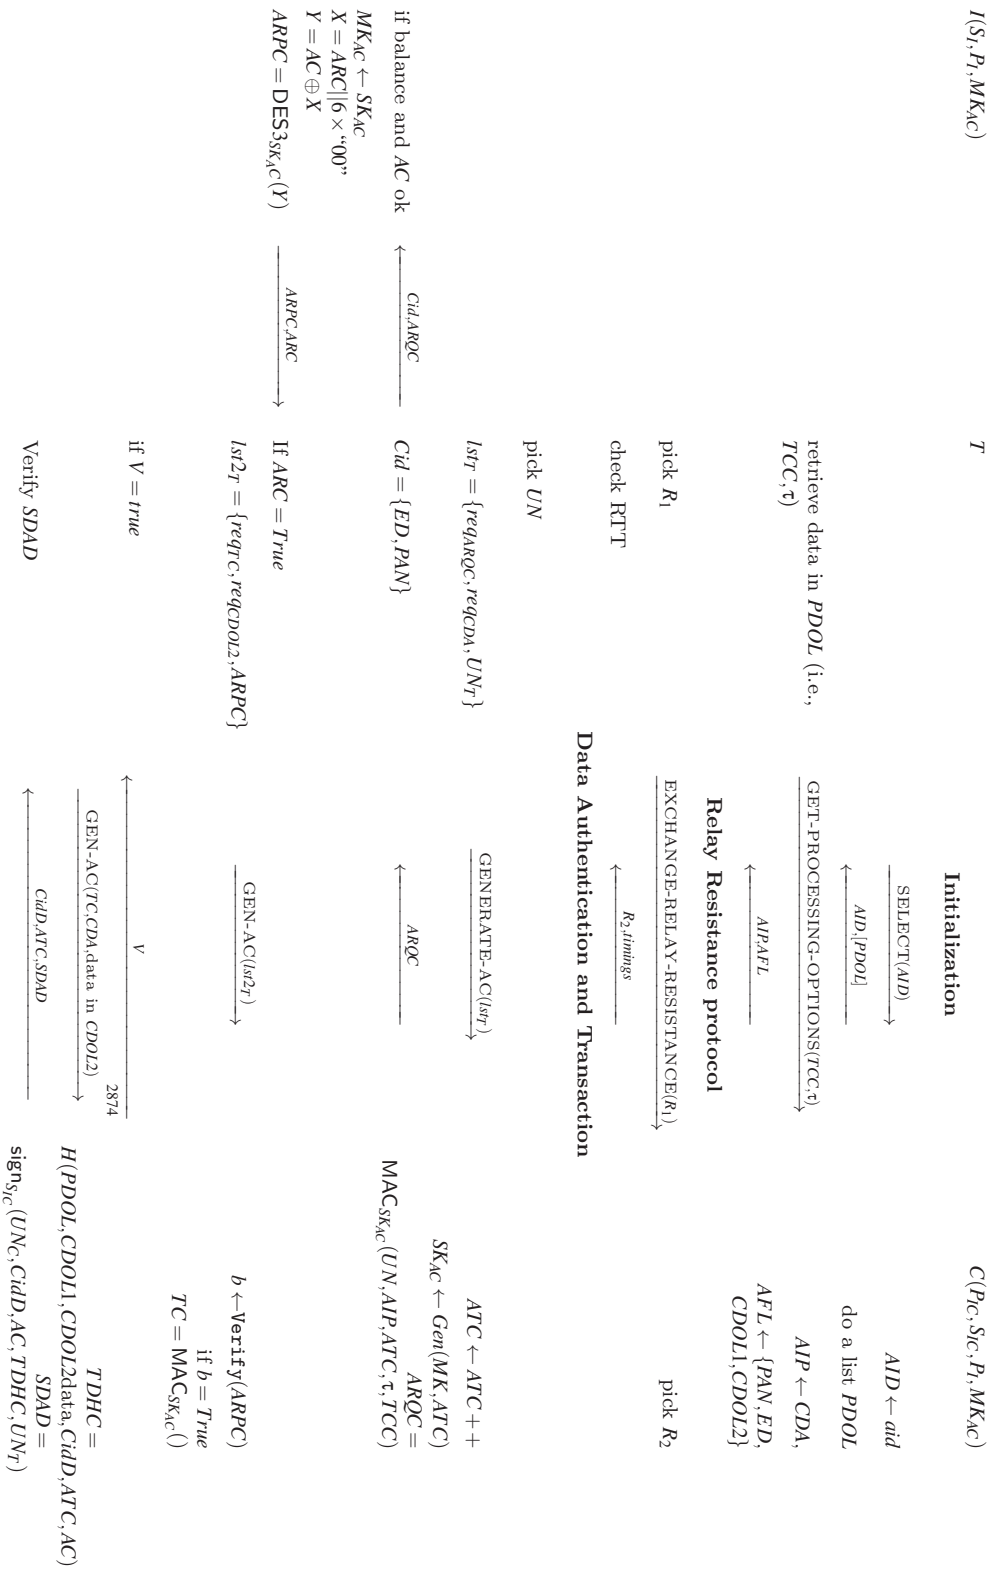 I(S_I, P_I, MK_AC)
T
C(P_IC, S_IC, P_I, MK_AC)
Initialization
AID ← aid
SELECT(AID)
AID,[PDOL]
do a list PDOL
retrieve data in PDOL (i.e.,
TCC, τ)
GET-PROCESSING-OPTIONS(TCC,τ)
AIP ← CDA,
AFL ← {PAN, ED,
CDOL1, CDOL2}
AIP,AFL
Relay Resistance protocol
pick R_1
EXCHANGE-RELAY-RESISTANCE(R_1)
pick R_2
check RTT
R_2,timings
Data Authentication and Transaction
pick UN
lst_T = {req_ARQC, req_CDA, UN_T}
GENERATE-AC(lst_T)
ATC ← ATC ++
SK_AC ← Gen(MK, ATC)
ARQC =
MAC_SK_AC(UN, AIP, ATC, τ, TCC)
ARQC
Cid = {ED, PAN}
Cid,ARQC
if balance and AC ok
MK_AC ← SK_AC
X = ARC||6 × “00”
Y = AC ⊕ X
ARPC = DES3_SK_AC(Y)
ARPC,ARC
If ARC = True
lst2_T = {req_TC, req_CDOL2, ARPC}
GEN-AC(lst2_T)
b ←Verify(ARPC)
if b = True
TC = MAC_SK_AC()
if V = true
V
2874
GEN-AC(TC,CDA,data in CDOL2)
TDHC =
H(PDOL, CDOL1, CDOL2data, CidD, ATC, AC)
SDAD =
sign_S_IC(UN_C, CidD, AC, TDHC, UN_T)
CidD,ATC,SDAD
Verify SDAD